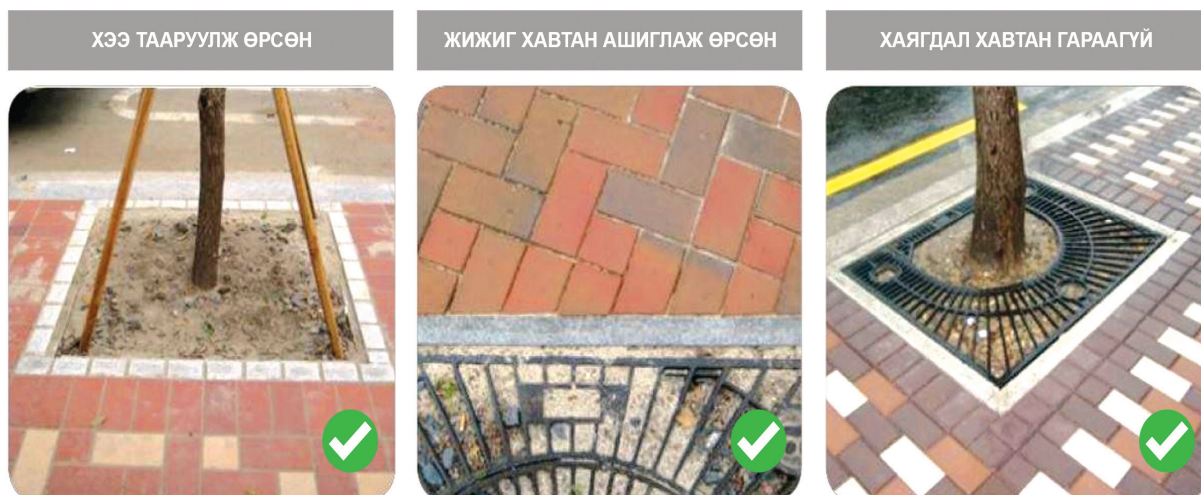 ХЭЭ ТААРУУЛЖ ӨРСӨН
ЖИЖИГ ХАВТАН АШИГЛАЖ ӨРСӨН
ХАЯГДАЛ ХАВТАН ГАРААГҮЙ